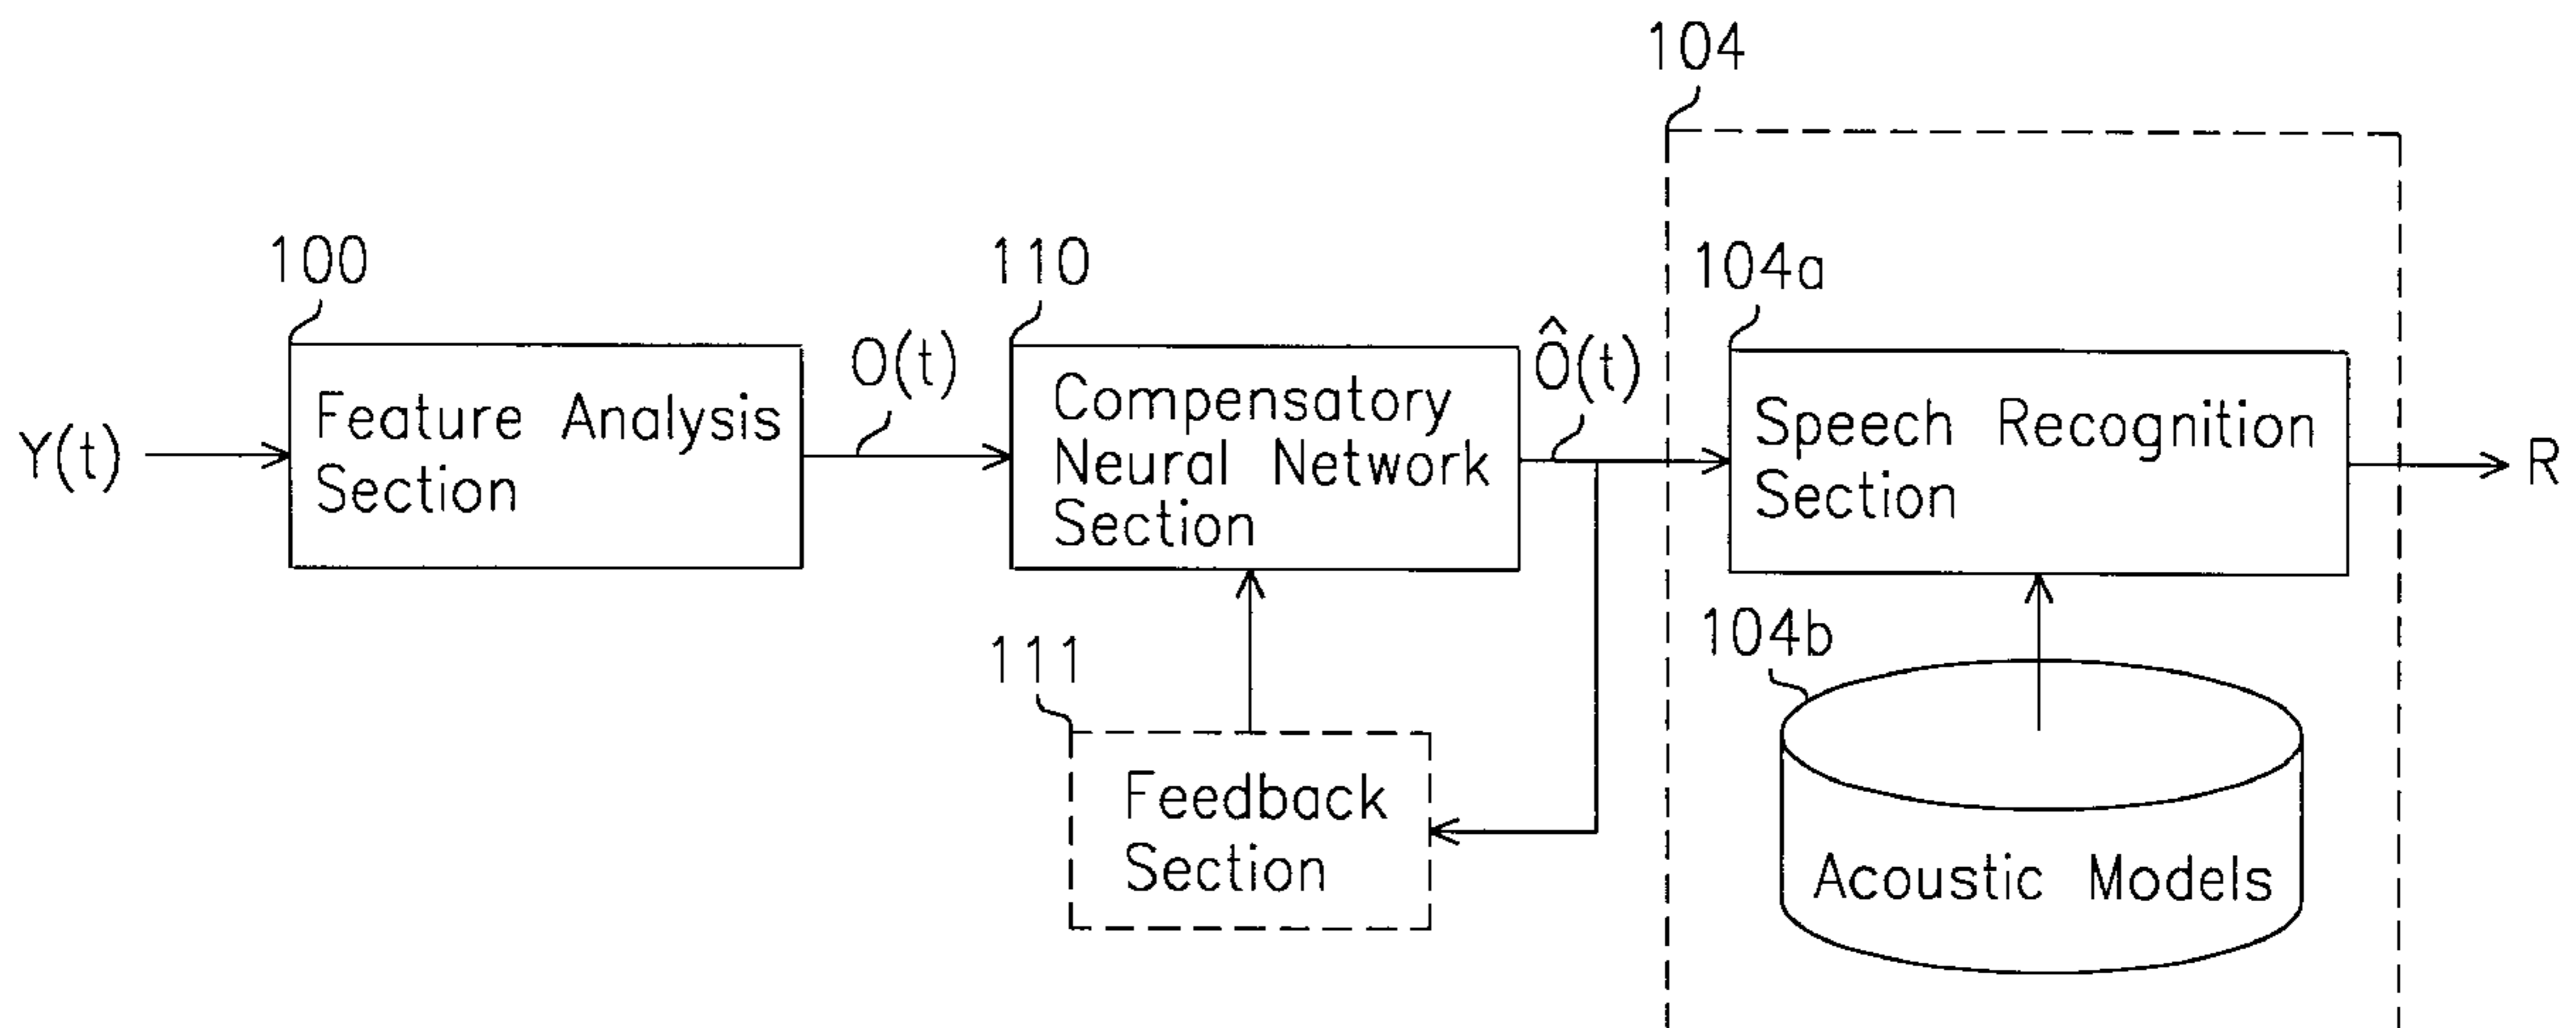 104
100
110
104a
Y(t)
Feature Analysis
Section
O(t)
Compensatory
Neural Network
Section
Ô(t)
Speech Recognition
Section
R
111
104b
Feedback
Section
Acoustic Models